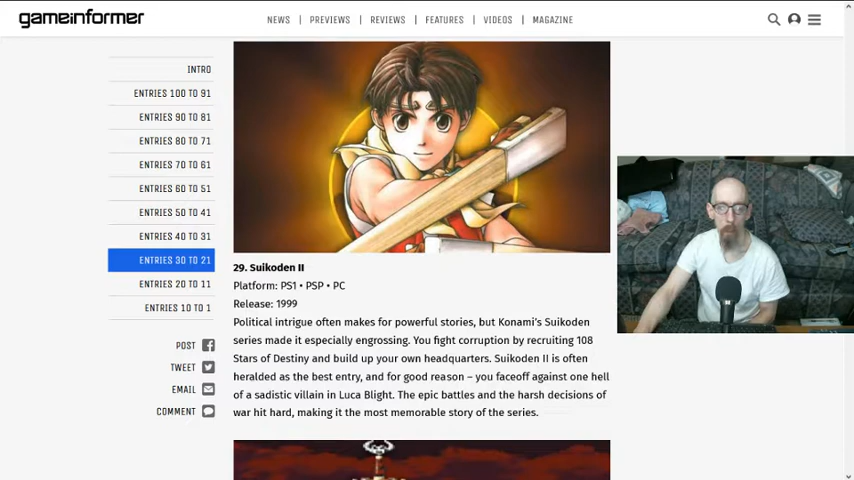 gameinformer
NEWS | PREVIEWS | REVIEWS | FEATURES | VIDEOS | MAGAZINE
INTRO
ENTRIES 100 TO 91
ENTRIES 90 TO 81
ENTRIES 80 TO 71
ENTRIES 70 TO 61
ENTRIES 60 TO 51
ENTRIES 50 TO 41
ENTRIES 40 TO 31
ENTRIES 30 TO 21
ENTRIES 20 TO 11
ENTRIES 10 TO 1
POST
TWEET
EMAIL
COMMENT
29. Suikoden II
Platform: PS1 • PSP • PC
Release: 1999
Political intrigue often makes for powerful stories, but Konami's Suikoden
series made it especially engrossing. You fight corruption by recruiting 108
Stars of Destiny and build up your own headquarters. Suikoden II is often
heralded as the best entry, and for good reason – you faceoff against one hell
of a sadistic villain in Luca Blight. The epic battles and the harsh decisions of
war hit hard, making it the most memorable story of the series.